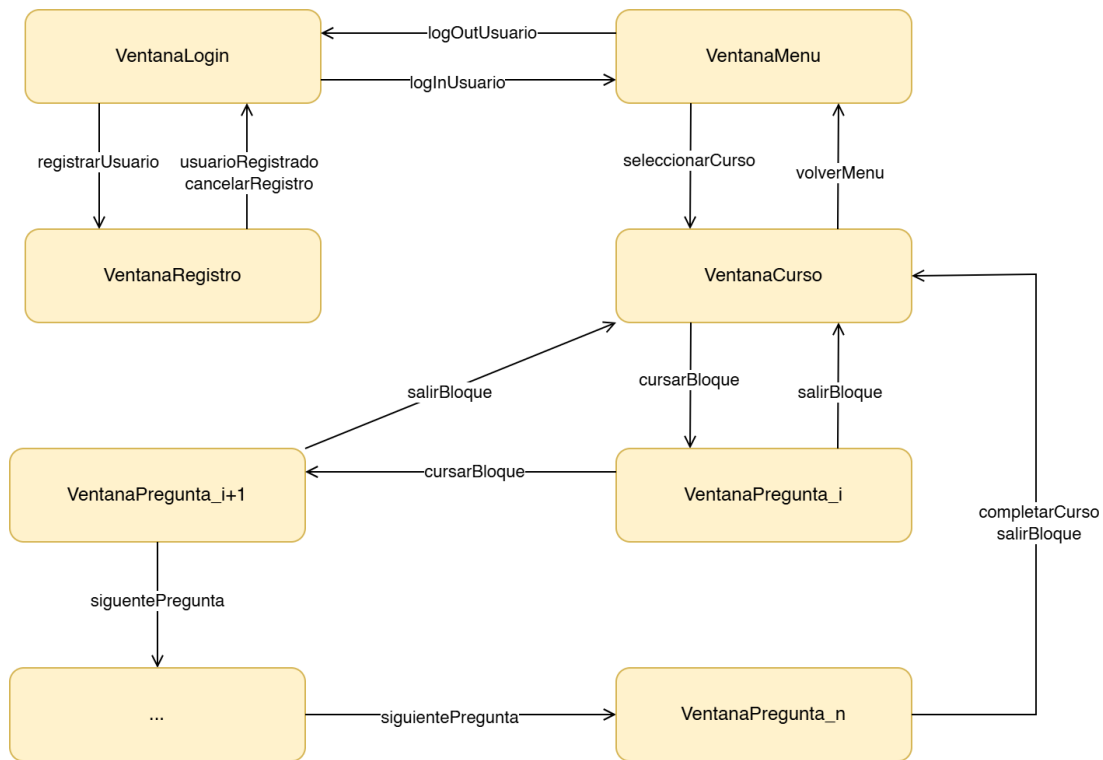 VentanaLogin
logOutUsuario
VentanaMenu
logInUsuario
registrarUsuario
usuarioRegistrado
cancelarRegistro
seleccionarCurso
volverMenu
VentanaRegistro
VentanaCurso
salirBloque
cursarBloque
salirBloque
VentanaPregunta_i+1
cursarBloque
VentanaPregunta_i
completarCurso
salirBloque
siguentePregunta
...
siguientePregunta
VentanaPregunta_n